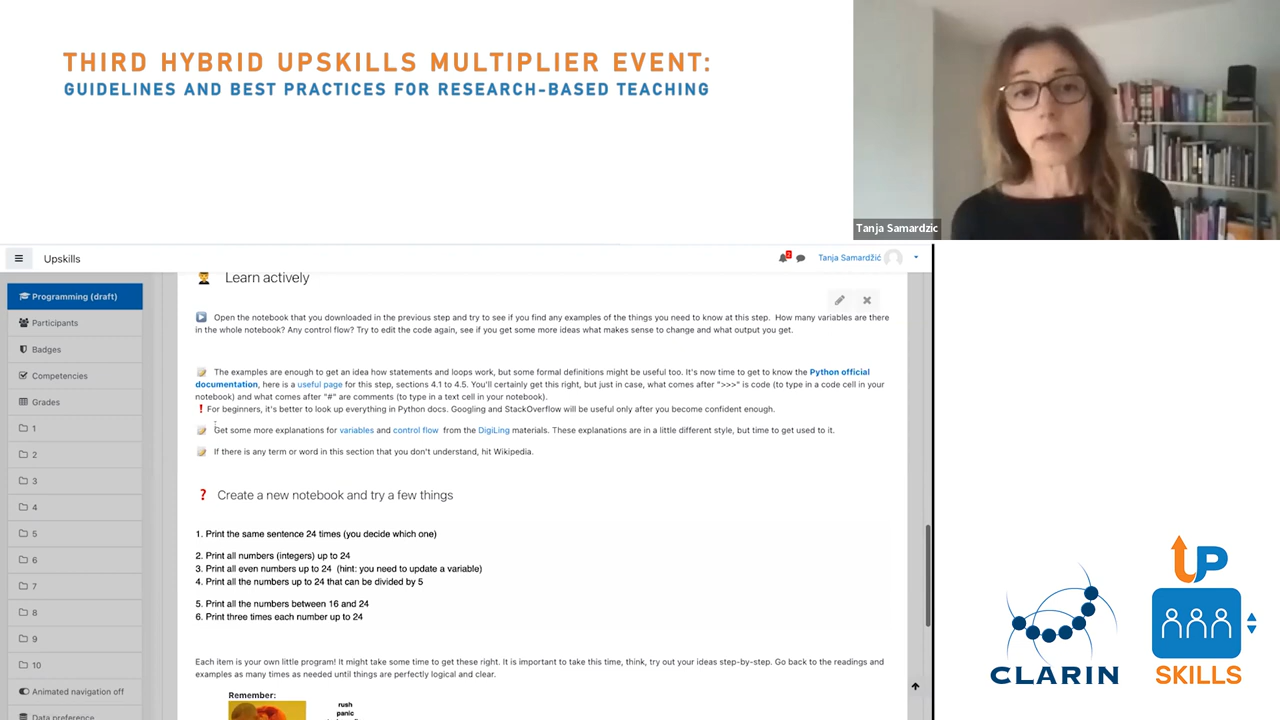 THIRD HYBRID UPSKILLS MULTIPLIER EVENT:
GUIDELINES AND BEST PRACTICES FOR RESEARCH-BASED TEACHING
Tanja Samardzic
Upskills
2
Tanja Samardžić
Programming (draft)
Participants
Badges
Competencies
Grades
1
2
3
4
5
6
7
8
9
10
Animated navigation off
Data preference
Learn actively
Open the notebook that you downloaded in the previous step and try to see if you find any examples of the things you need to know at this step. How many variables are there
in the whole notebook? Any control flow? Try to edit the code again, see if you get some more ideas what makes sense to change and what output you get.
The examples are enough to get an idea how statements and loops work, but some formal definitions might be useful too. It's now time to get to know the Python official
documentation, here is a useful page for this step, sections 4.1 to 4.5. You'll certainly get this right, but just in case, what comes after ">>>" is code (to type in a code cell in your
notebook) and what comes after "#" are comments (to type in a text cell in your notebook).
For beginners, it's better to look up everything in Python docs. Googling and StackOverflow will be useful only after you become confident enough.
Get some more explanations for variables and control flow from the DigiLing materials. These explanations are in a little different style, but time to get used to it.
If there is any term or word in this section that you don't understand, hit Wikipedia.
Create a new notebook and try a few things
1. Print the same sentence 24 times (you decide which one)
2. Print all numbers (integers) up to 24
3. Print all even numbers up to 24 (hint: you need to update a variable)
4. Print all the numbers up to 24 that can be divided by 5
5. Print all the numbers between 16 and 24
6. Print three times each number up to 24
Each item is your own little program! It might take some time to get these right. It is important to take this time, think, try out your ideas step-by-step. Go back to the readings and
examples as many times as needed until things are perfectly logical and clear.
Remember:
rush
panic
CLARIN
UP
SKILLS